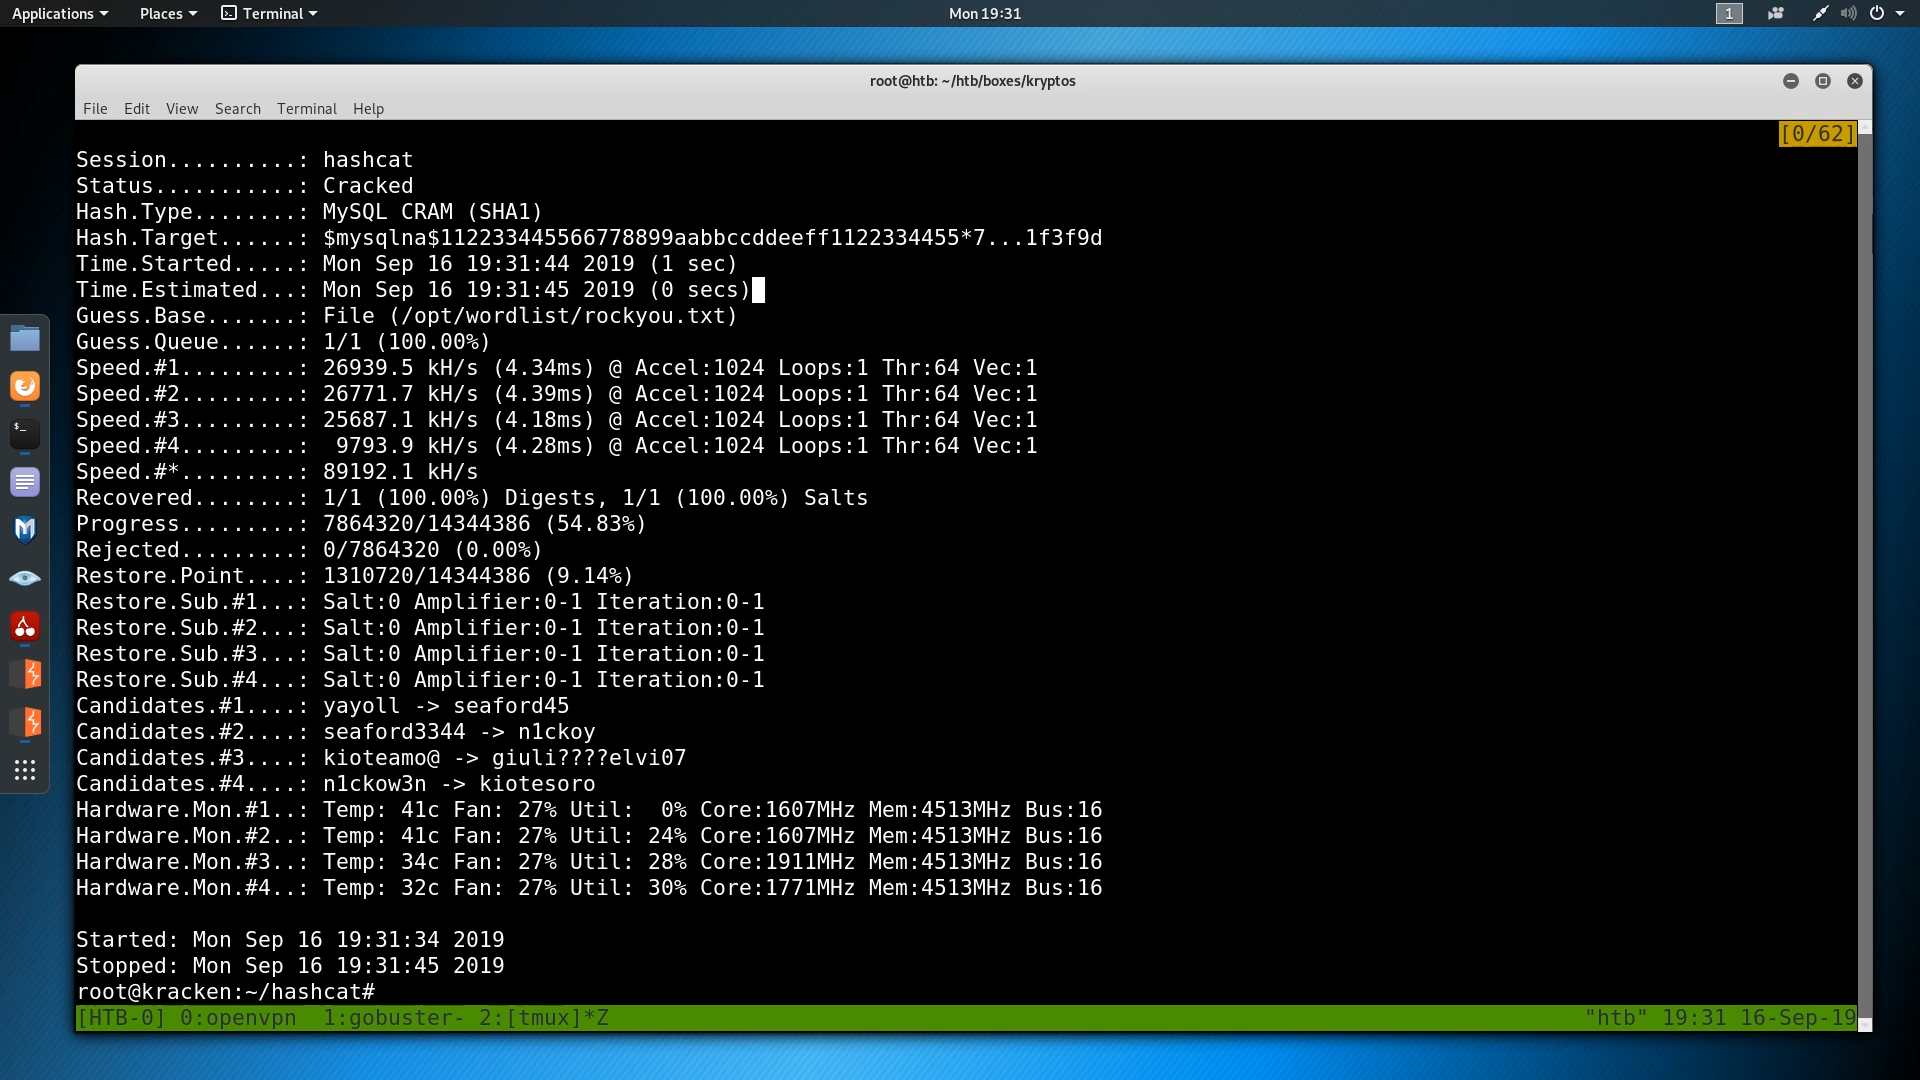 Applications Places Terminal Mon 19:31 1
root@htb: ~/htb/boxes/kryptos
File Edit View Search Terminal Help
[0/62]
Session..........: hashcat
Status...........: Cracked
Hash.Type........: MySQL CRAM (SHA1)
Hash.Target......: $mysqlna$112233445566778899aabbccddeeff1122334455*7...1f3f9d
Time.Started.....: Mon Sep 16 19:31:44 2019 (1 sec)
Time.Estimated...: Mon Sep 16 19:31:45 2019 (0 secs)
Guess.Base.......: File (/opt/wordlist/rockyou.txt)
Guess.Queue......: 1/1 (100.00%)
Speed.#1.........: 26939.5 kH/s (4.34ms) @ Accel:1024 Loops:1 Thr:64 Vec:1
Speed.#2.........: 26771.7 kH/s (4.39ms) @ Accel:1024 Loops:1 Thr:64 Vec:1
Speed.#3.........: 25687.1 kH/s (4.18ms) @ Accel:1024 Loops:1 Thr:64 Vec:1
Speed.#4.........:  9793.9 kH/s (4.28ms) @ Accel:1024 Loops:1 Thr:64 Vec:1
Speed.#*.........: 89192.1 kH/s
Recovered........: 1/1 (100.00%) Digests, 1/1 (100.00%) Salts
Progress.........: 7864320/14344386 (54.83%)
Rejected.........: 0/7864320 (0.00%)
Restore.Point....: 1310720/14344386 (9.14%)
Restore.Sub.#1...: Salt:0 Amplifier:0-1 Iteration:0-1
Restore.Sub.#2...: Salt:0 Amplifier:0-1 Iteration:0-1
Restore.Sub.#3...: Salt:0 Amplifier:0-1 Iteration:0-1
Restore.Sub.#4...: Salt:0 Amplifier:0-1 Iteration:0-1
Candidates.#1....: yayoll -> seaford45
Candidates.#2....: seaford3344 -> n1ckoy
Candidates.#3....: kioteamo@ -> giuli????elvi07
Candidates.#4....: n1ckow3n -> kiotesoro
Hardware.Mon.#1..: Temp: 41c Fan: 27% Util:  0% Core:1607MHz Mem:4513MHz Bus:16
Hardware.Mon.#2..: Temp: 41c Fan: 27% Util: 24% Core:1607MHz Mem:4513MHz Bus:16
Hardware.Mon.#3..: Temp: 34c Fan: 27% Util: 28% Core:1911MHz Mem:4513MHz Bus:16
Hardware.Mon.#4..: Temp: 32c Fan: 27% Util: 30% Core:1771MHz Mem:4513MHz Bus:16
Started: Mon Sep 16 19:31:34 2019
Stopped: Mon Sep 16 19:31:45 2019
root@kracken:~/hashcat#
[HTB-0] 0:openvpn  1:gobuster- 2:[tmux]*Z "htb" 19:31 16-Sep-19